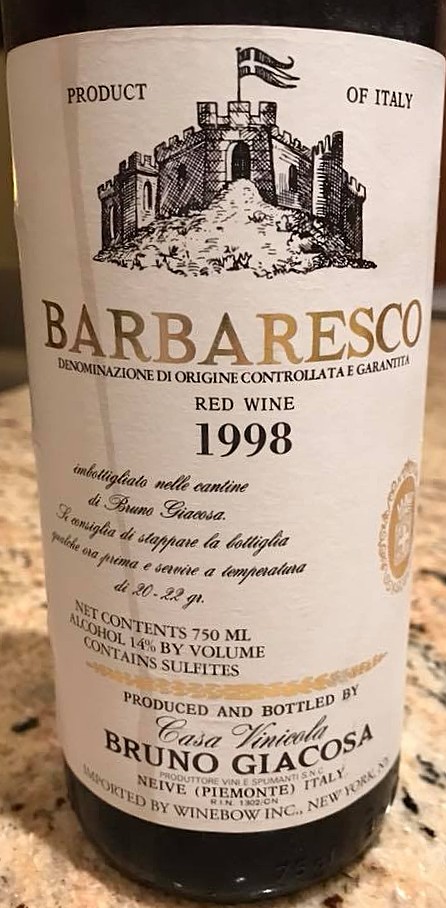 PRODUCT OF ITALY
BARBARESCO
DENOMINAZIONE DI ORIGINE CONTROLLATA E GARANTITA
RED WINE
1998
imbottigliato nelle cantine
di Bruno Giacosa.
Si consiglia di stappare la bottiglia
qualche ora prima e servire a temperatura
di 20-22 gr.
NET CONTENTS 750 ML
ALCOHOL 14% BY VOLUME
CONTAINS SULFITES
PRODUCED AND BOTTLED BY
Casa Vinicola
BRUNO GIACOSA
PRODUTTORE VINI E SPUMANTI S.N.C.
NEIVE (PIEMONTE) ITALY
R.I.N. 1302/CN
IMPORTED BY WINEBOW INC., NEW YORK, NY